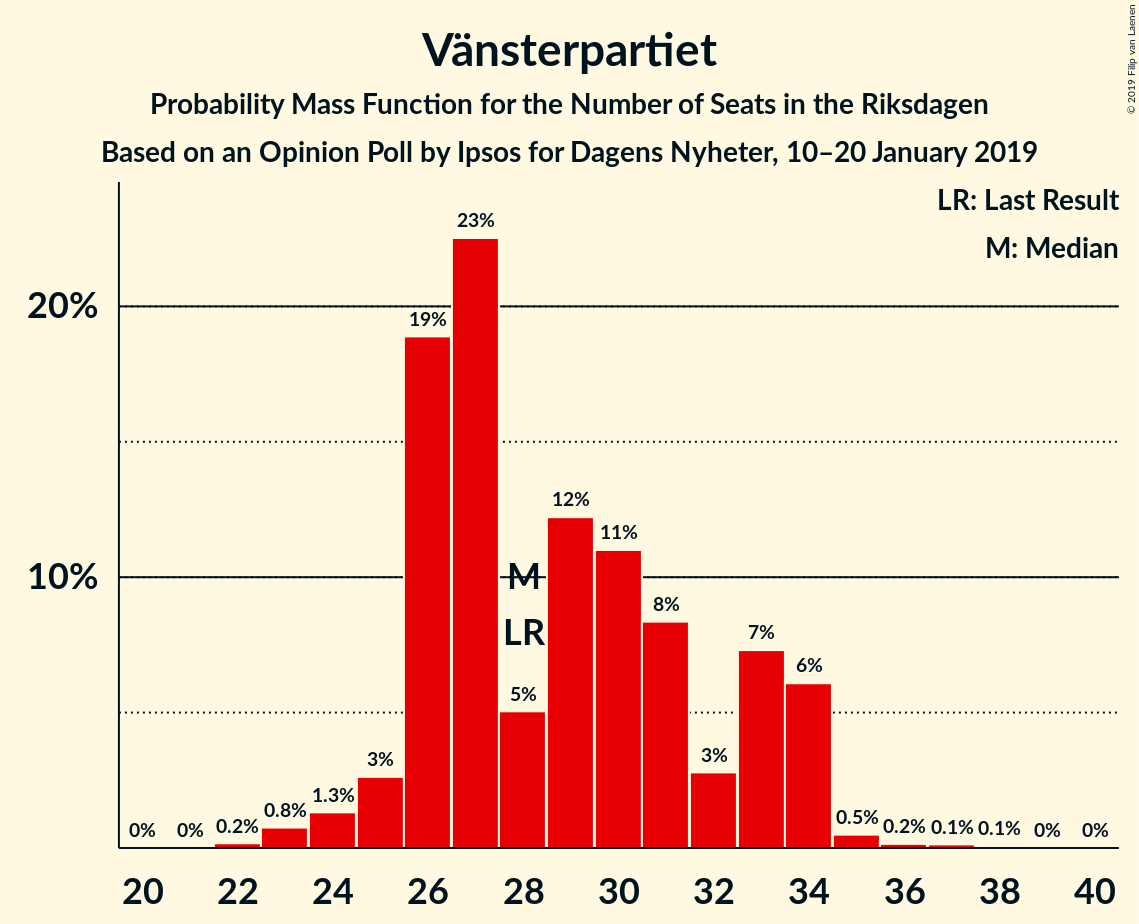 Vänsterpartiet
Probability Mass Function for the Number of Seats in the Riksdagen
Based on an Opinion Poll by Ipsos for Dagens Nyheter, 10–20 January 2019
© 2019 Filip van Laenen
LR: Last Result
M: Median
20%
10%
0%
0%
0.2%
0.8%
1.3%
3%
19%
23%
5%
12%
11%
8%
3%
7%
6%
0.5%
0.2%
0.1%
0.1%
0%
0%
M
LR
20 22 24 26 28 30 32 34 36 38 40